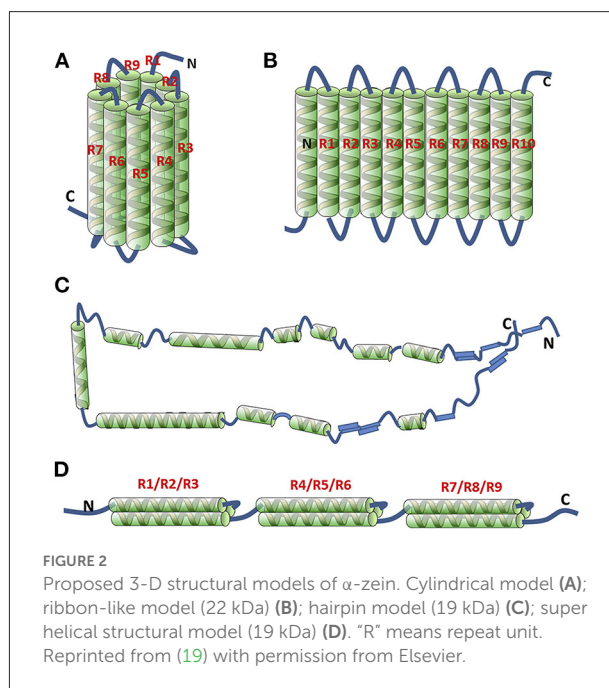 A
R9
R1
N
R8
R2
R7
R6
R5
R4
R3
C
B
C
N
R1
R2
R3
R4
R5
R6
R7
R8
R9
R10
C
C
N
D
R1/R2/R3
R4/R5/R6
R7/R8/R9
N
C
FIGURE 2
Proposed 3-D structural models of α-zein. Cylindrical model (A);
ribbon-like model (22 kDa) (B); hairpin model (19 kDa) (C); super
helical structural model (19 kDa) (D). “R” means repeat unit.
Reprinted from (19) with permission from Elsevier.